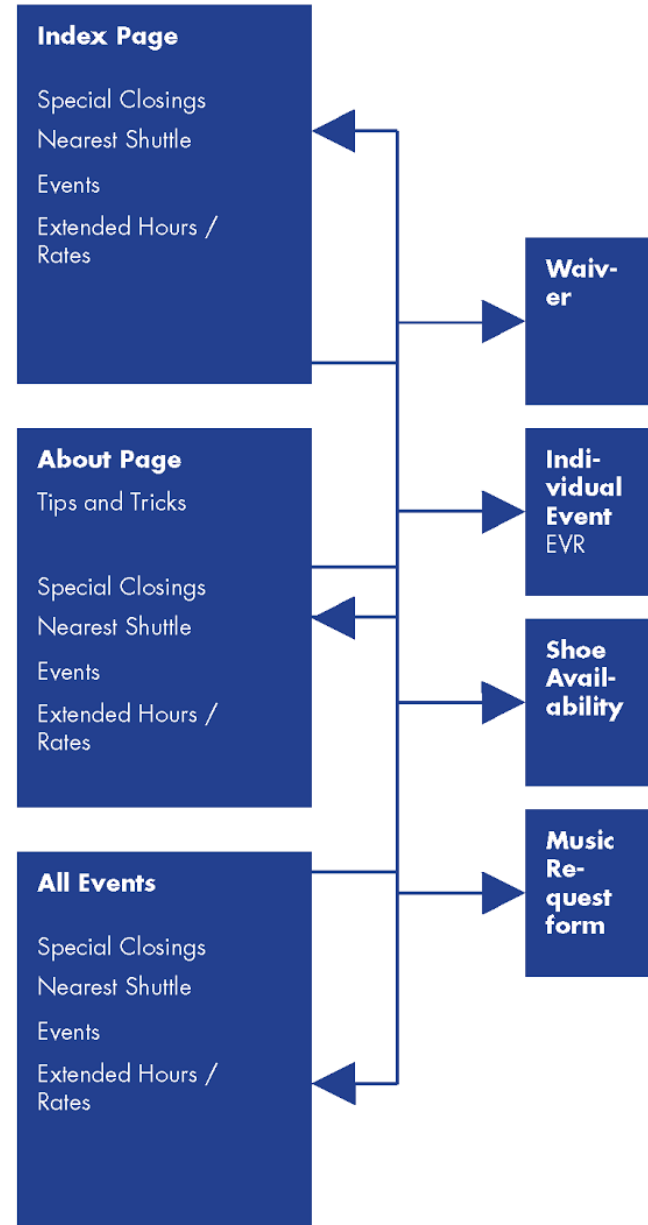 Index Page
Special Closings
Nearest Shuttle
Events
Extended Hours /
Rates
About Page
Tips and Tricks
Special Closings
Nearest Shuttle
Events
Extended Hours /
Rates
All Events
Special Closings
Nearest Shuttle
Events
Extended Hours /
Rates
Waiv-
er
Indi-
vidual
Event
EVR
Shoe
Avail-
ability
Music
Re-
quest
form